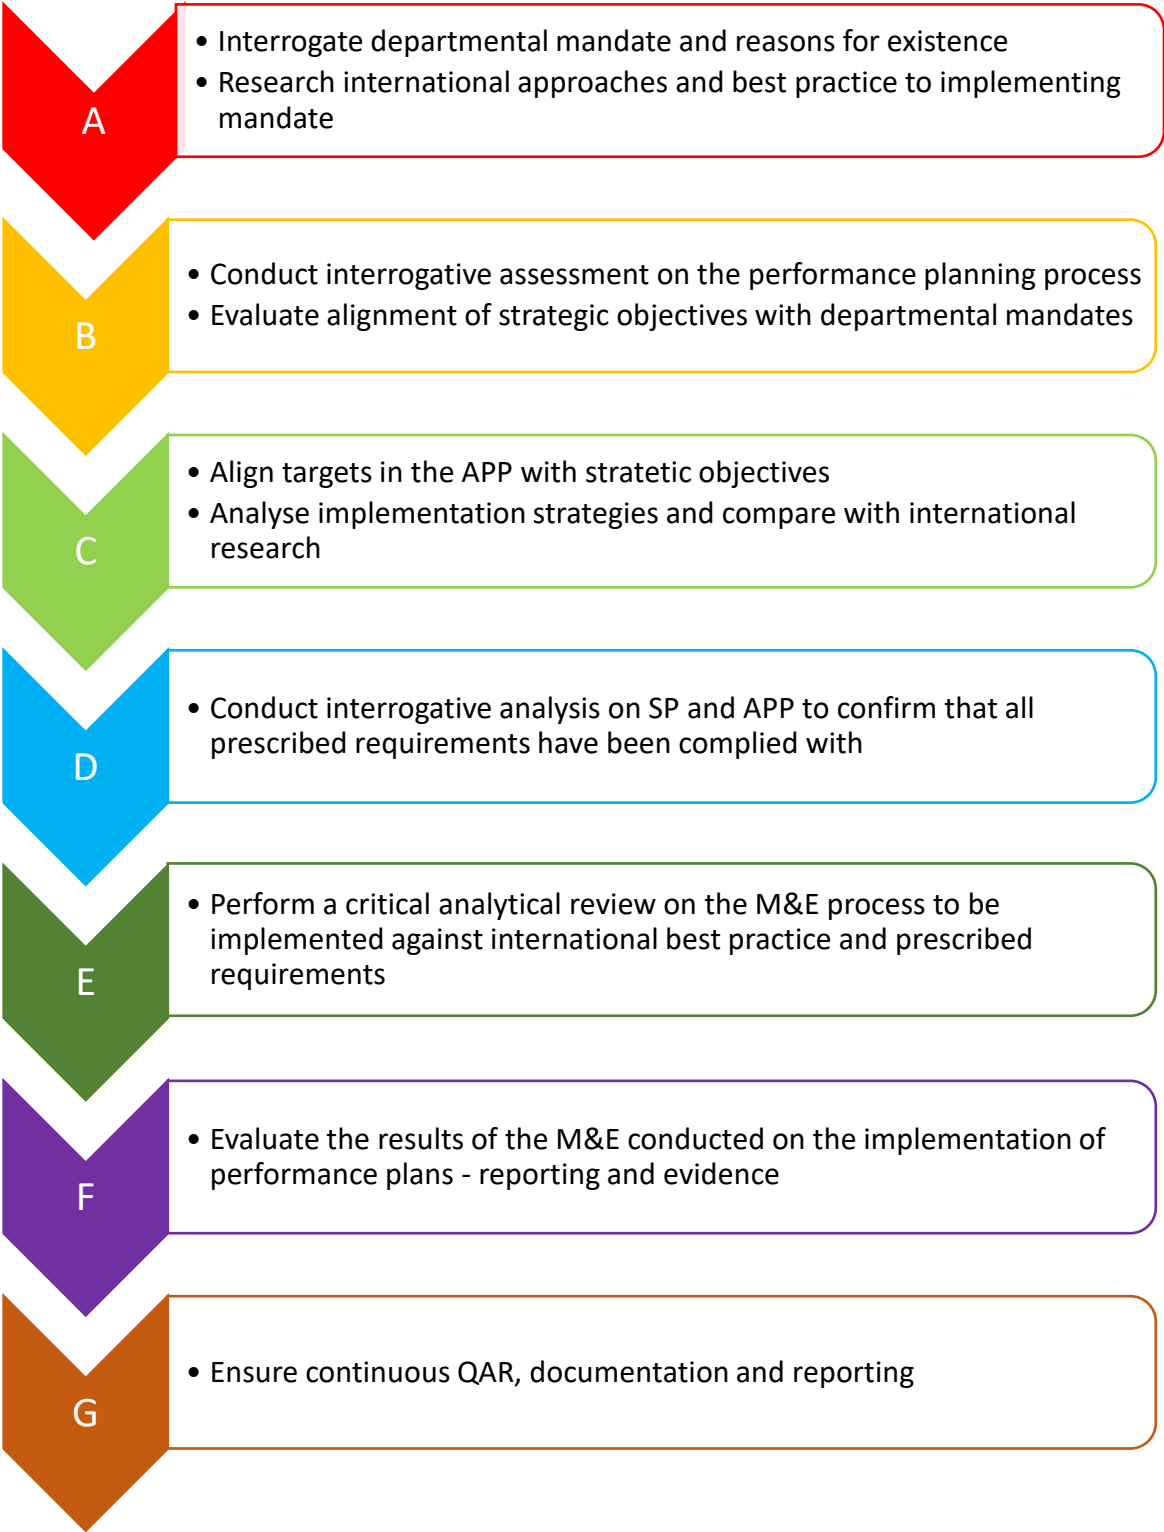 A
• Interrogate departmental mandate and reasons for existence
• Research international approaches and best practice to implementing
mandate
B
• Conduct interrogative assessment on the performance planning process
• Evaluate alignment of strategic objectives with departmental mandates
C
• Align targets in the APP with stratetic objectives
• Analyse implementation strategies and compare with international
research
D
• Conduct interrogative analysis on SP and APP to confirm that all
prescribed requirements have been complied with
E
• Perform a critical analytical review on the M&E process to be
implemented against international best practice and prescribed
requirements
F
• Evaluate the results of the M&E conducted on the implementation of
performance plans - reporting and evidence
G
• Ensure continuous QAR, documentation and reporting